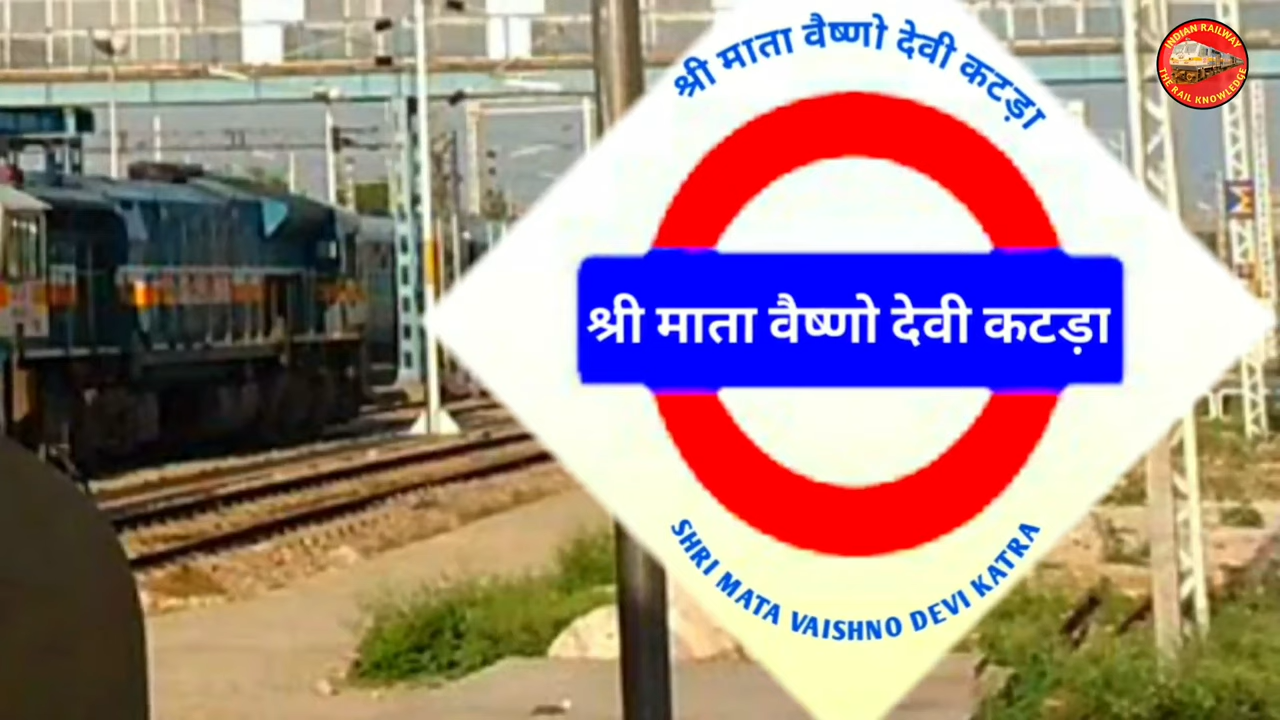 श्री माता वैष्णो देवी कटड़ा
श्री माता वैष्णो देवी कटड़ा
SHRI MATA VAISHNO DEVI KATRA
INDIAN RAILWAY
THE RAIL KNOWLEDGE